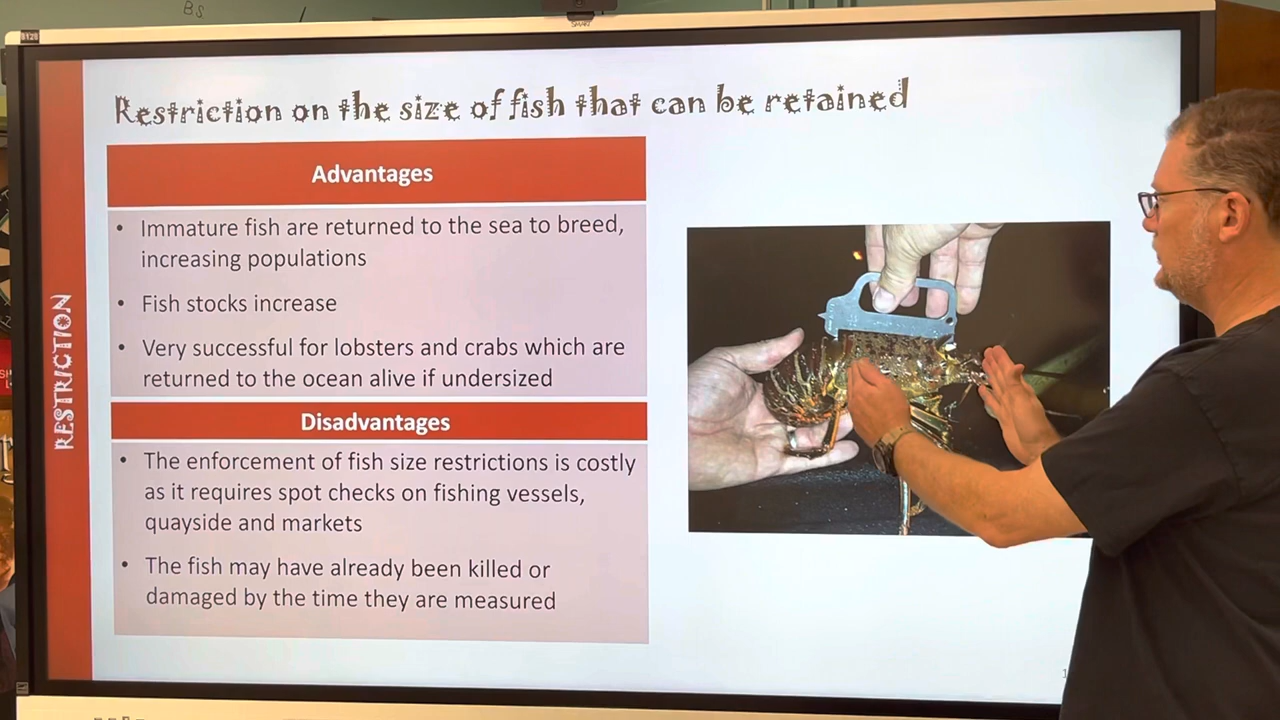 BS
SMART
Restriction on the size of fish that can be retained
RESTRICTION
Advantages
• Immature fish are returned to the sea to breed,
increasing populations
• Fish stocks increase
• Very successful for lobsters and crabs which are
returned to the ocean alive if undersized
Disadvantages
• The enforcement of fish size restrictions is costly
as it requires spot checks on fishing vessels,
quayside and markets
• The fish may have already been killed or
damaged by the time they are measured